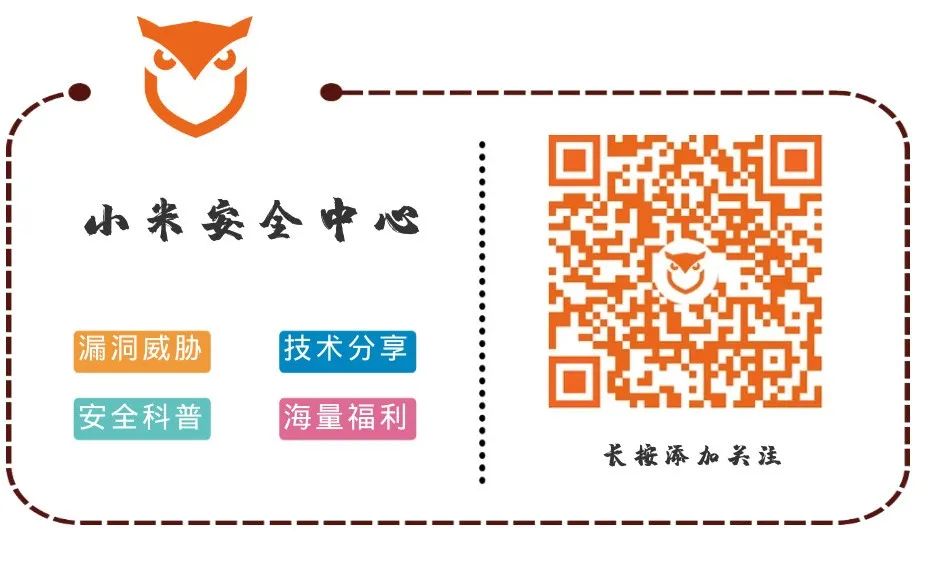 小米安全中心
漏洞威胁
技术分享
安全科普
海量福利
长按添加关注